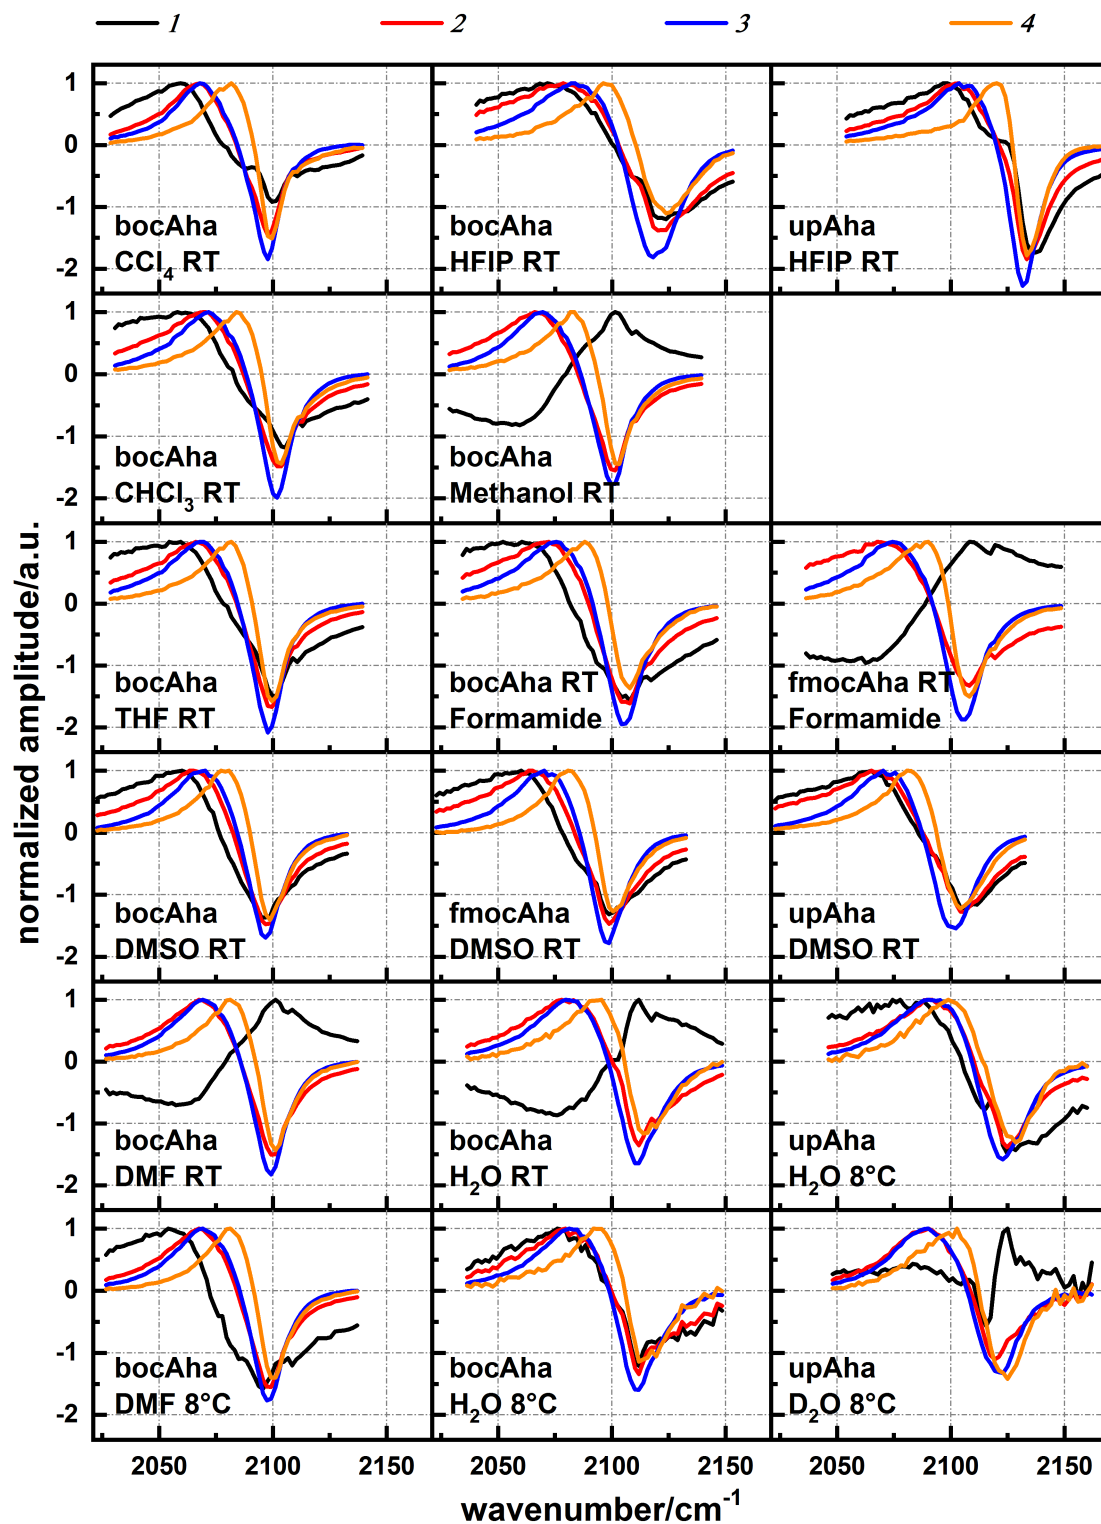 1 2 3 4
normalized amplitude/a.u.
1
0
-1
-2
bocAha
CCl4 RT
bocAha
HFIP RT
upAha
HFIP RT
1
0
-1
-2
bocAha
CHCl3 RT
bocAha
Methanol RT
1
0
-1
-2
bocAha
THF RT
bocAha RT
Formamide
fmocAha RT
Formamide
1
0
-1
-2
bocAha
DMSO RT
fmocAha
DMSO RT
upAha
DMSO RT
1
0
-1
-2
bocAha
DMF RT
bocAha
H2O RT
upAha
H2O 8°C
1
0
-1
-2
bocAha
DMF 8°C
bocAha
H2O 8°C
upAha
D2O 8°C
2050 2100 2150 2050 2100 2150 2050 2100 2150
wavenumber/cm-1